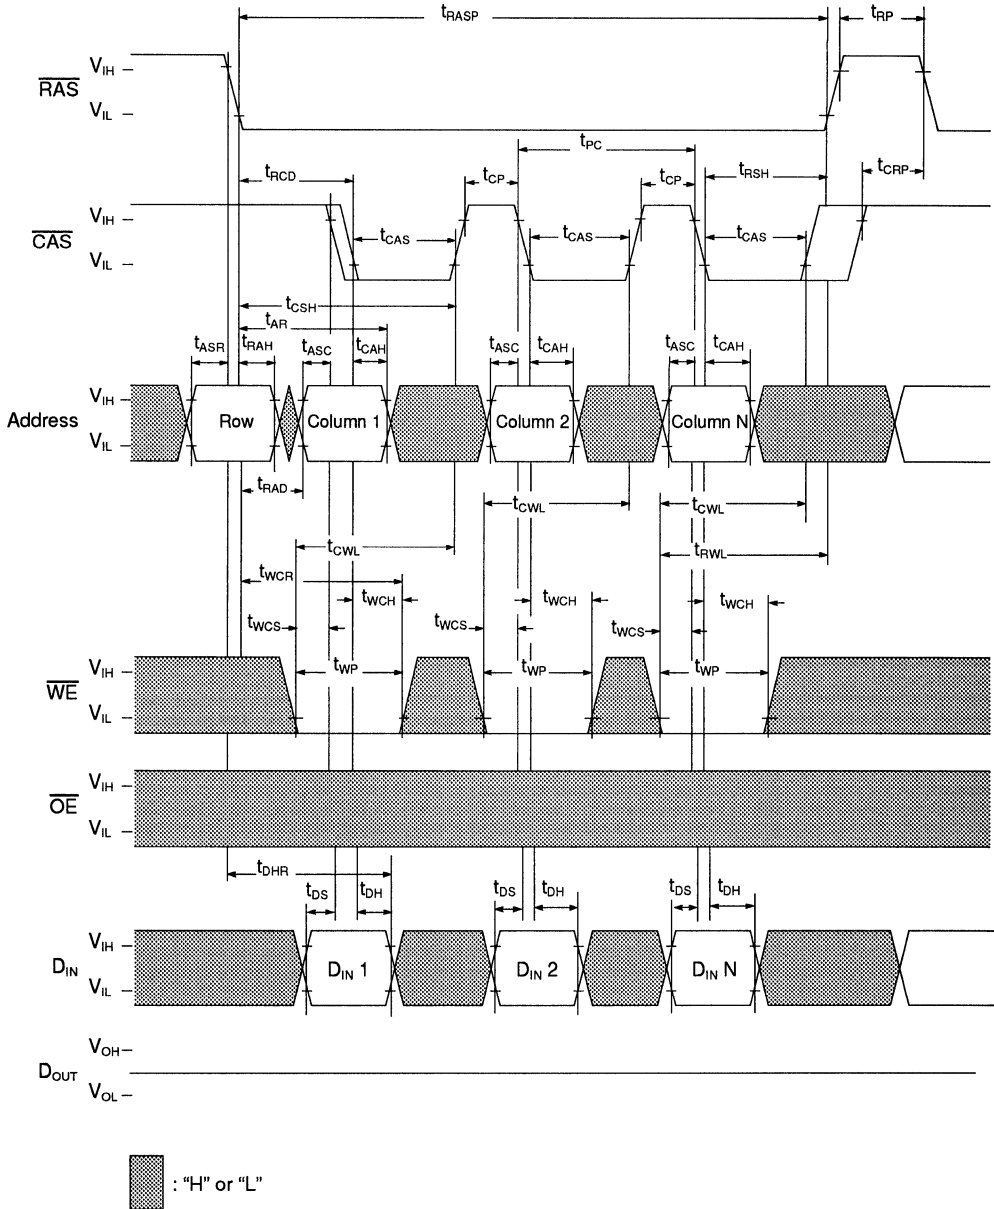 tRASP tRP
VIH
RAS
VIL
tPC
tRCD tCP tCP tRSH tCRP
VIH
CAS
VIL
tCAS tCAS tCAS
tCSH
tAR
tASR tRAH tASC tCAH tASC tCAH tASC tCAH
VIH
Address Row Column 1 Column 2 Column N
VIL
tRAD
tCWL tCWL
tCWL tRWL
tWCR
tWCH tWCH tWCH
tWCS tWCS tWCS
tWP tWP tWP
VIH
WE
VIL
VIH
OE
VIL
tDHR
tDS tDH tDS tDH tDS tDH
VIH
DIN DIN 1 DIN 2 DIN N
VIL
VOH
DOUT
VOL
: “H” or “L”